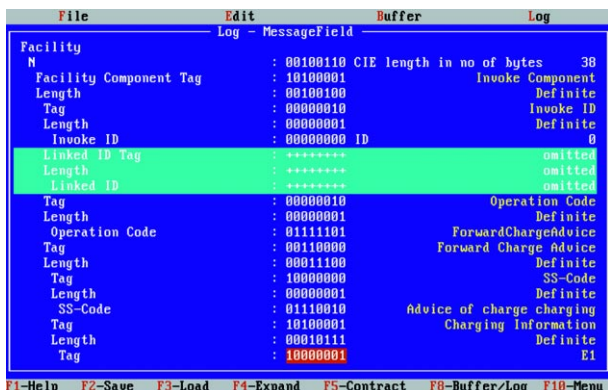 File Edit Buffer Log
Log - MessageField
Facility
N : 00100110 CIE length in no of bytes 38
Facility Component Tag : 10100001 Invoke Component
Length : 00100100 Definite
Tag : 00000010 Invoke ID
Length : 00000001 Definite
Invoke ID : 00000000 ID 0
Linked ID Tag : ++++++++ omitted
Length : ++++++++ omitted
Linked ID : ++++++++ omitted
Tag : 00000010 Operation Code
Length : 00000001 Definite
Operation Code : 01111101 ForwardChargeAdvice
Tag : 00110000 Forward Charge Advice
Length : 00011100 Definite
Tag : 10000000 SS-Code
Length : 00000001 Definite
SS-Code : 01110010 Advice of charge charging
Tag : 10100001 Charging Information
Length : 00010111 Definite
Tag : 10000001 E1
F1-Help F2-Save F3-Load F4-Expand F5-Contract F8-Buffer/Log F10-Menu